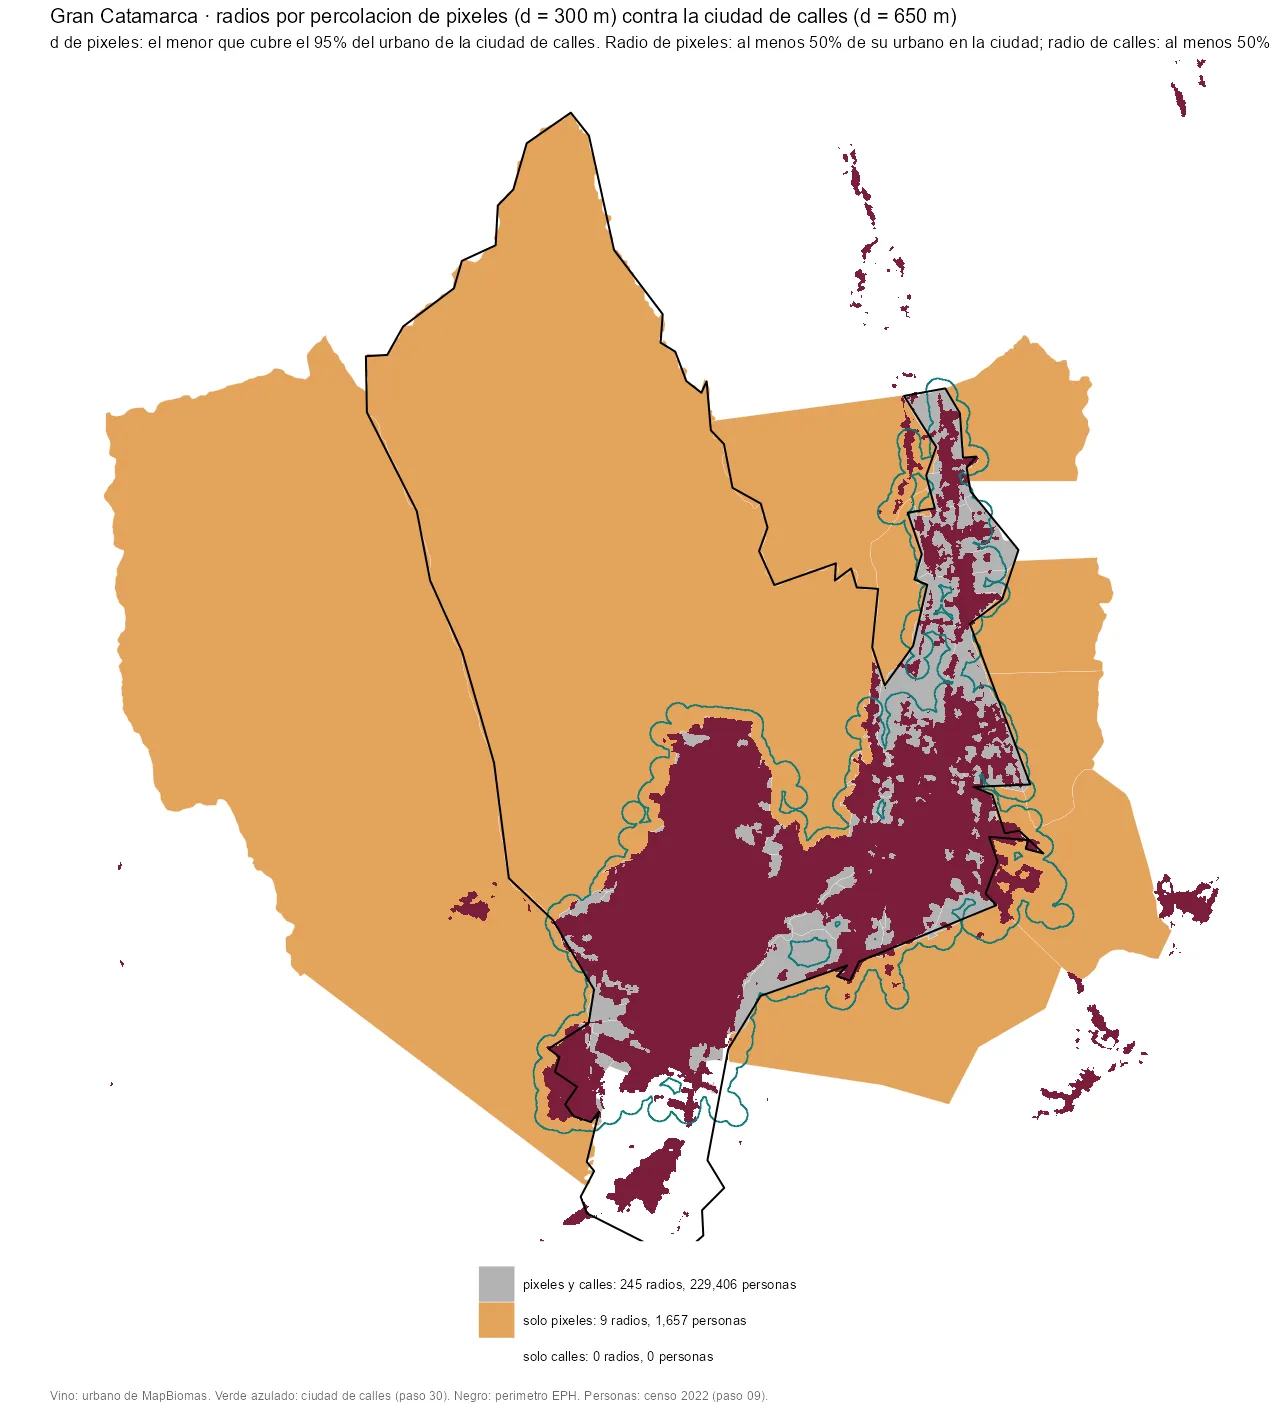 Gran Catamarca · radios por percolacion de pixeles (d = 300 m) contra la ciudad de calles (d = 650 m)
d de pixeles: el menor que cubre el 95% del urbano de la ciudad de calles. Radio de pixeles: al menos 50% de su urbano en la ciudad; radio de calles: al menos 50%
pixeles y calles: 245 radios, 229,406 personas
solo pixeles: 9 radios, 1,657 personas
solo calles: 0 radios, 0 personas
Vino: urbano de MapBiomas. Verde azulado: ciudad de calles (paso 30). Negro: perimetro EPH. Personas: censo 2022 (paso 09).